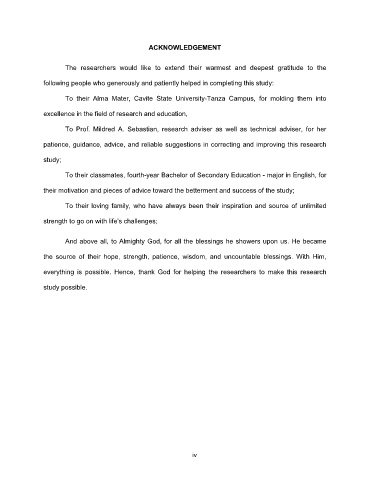 ACKNOWLEDGEMENT
The researchers would like to extend their warmest and deepest gratitude to the
following people who generously and patiently helped in completing this study:
To their Alma Mater, Cavite State University-Tanza Campus, for molding them into
excellence in the field of research and education,
To Prof. Mildred A. Sebastian, research adviser as well as technical adviser, for her
patience, guidance, advice, and reliable suggestions in correcting and improving this research
study;
To their classmates, fourth-year Bachelor of Secondary Education - major in English, for
their motivation and pieces of advice toward the betterment and success of the study;
To their loving family, who have always been their inspiration and source of unlimited
strength to go on with life's challenges;
And above all, to Almighty God, for all the blessings he showers upon us. He became
the source of their hope, strength, patience, wisdom, and uncountable blessings. With Him,
everything is possible. Hence, thank God for helping the researchers to make this research
study possible.
iv